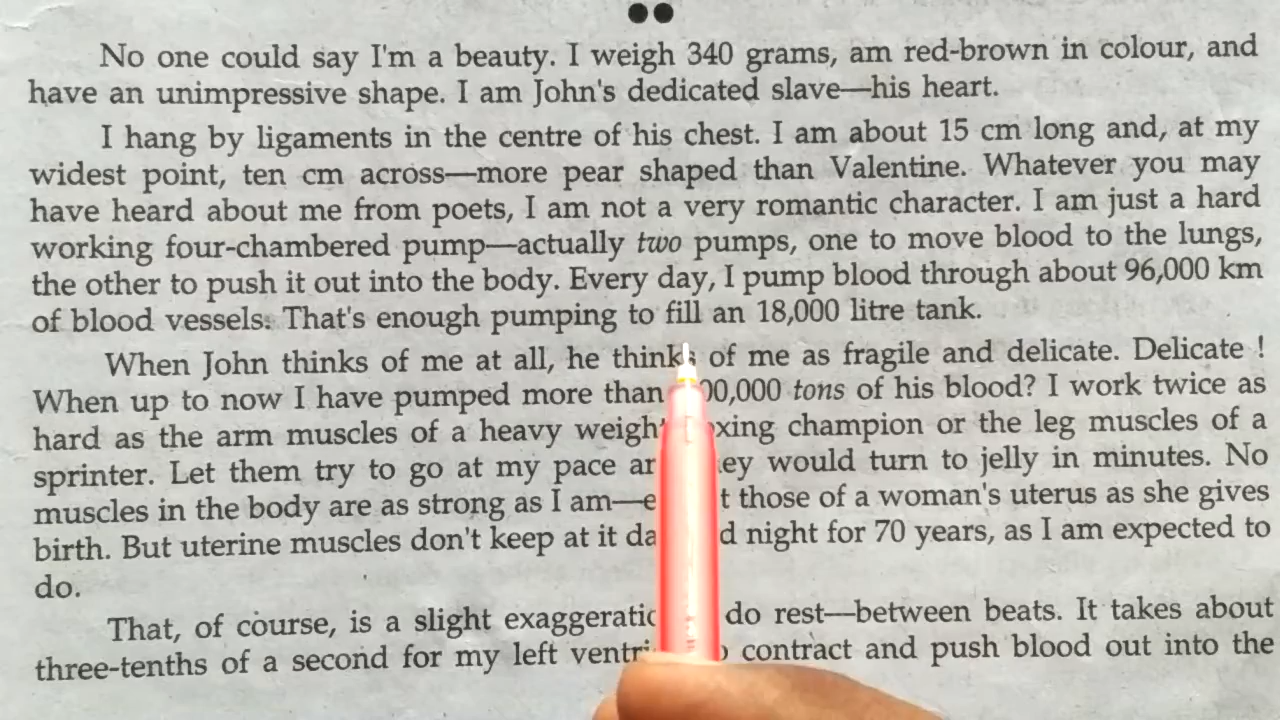 No one could say I'm a beauty. I weigh 340 grams, am red-brown in colour, and
have an unimpressive shape. I am John's dedicated slave—his heart.
I hang by ligaments in the centre of his chest. I am about 15 cm long and, at my
widest point, ten cm across—more pear shaped than Valentine. Whatever you may
have heard about me from poets, I am not a very romantic character. I am just a hard
working four-chambered pump—actually two pumps, one to move blood to the lungs,
the other to push it out into the body. Every day, I pump blood through about 96,000 km
of blood vessels. That's enough pumping to fill an 18,000 litre tank.
When John thinks of me at all, he thinks of me as fragile and delicate. Delicate !
When up to now I have pumped more than tons of his blood? I work twice as
hard as the arm muscles of a heavy champion or the leg muscles of a
sprinter. Let them try to go at my pace would turn to jelly in minutes. No
muscles in the body are as strong as I am— those of a woman's uterus as she gives
birth. But uterine muscles don't keep at it night for 70 years, as I am expected to
do.
That, of course, is a slight do rest—between beats. It takes about
three-tenths of a second for my left contract and push blood out into the